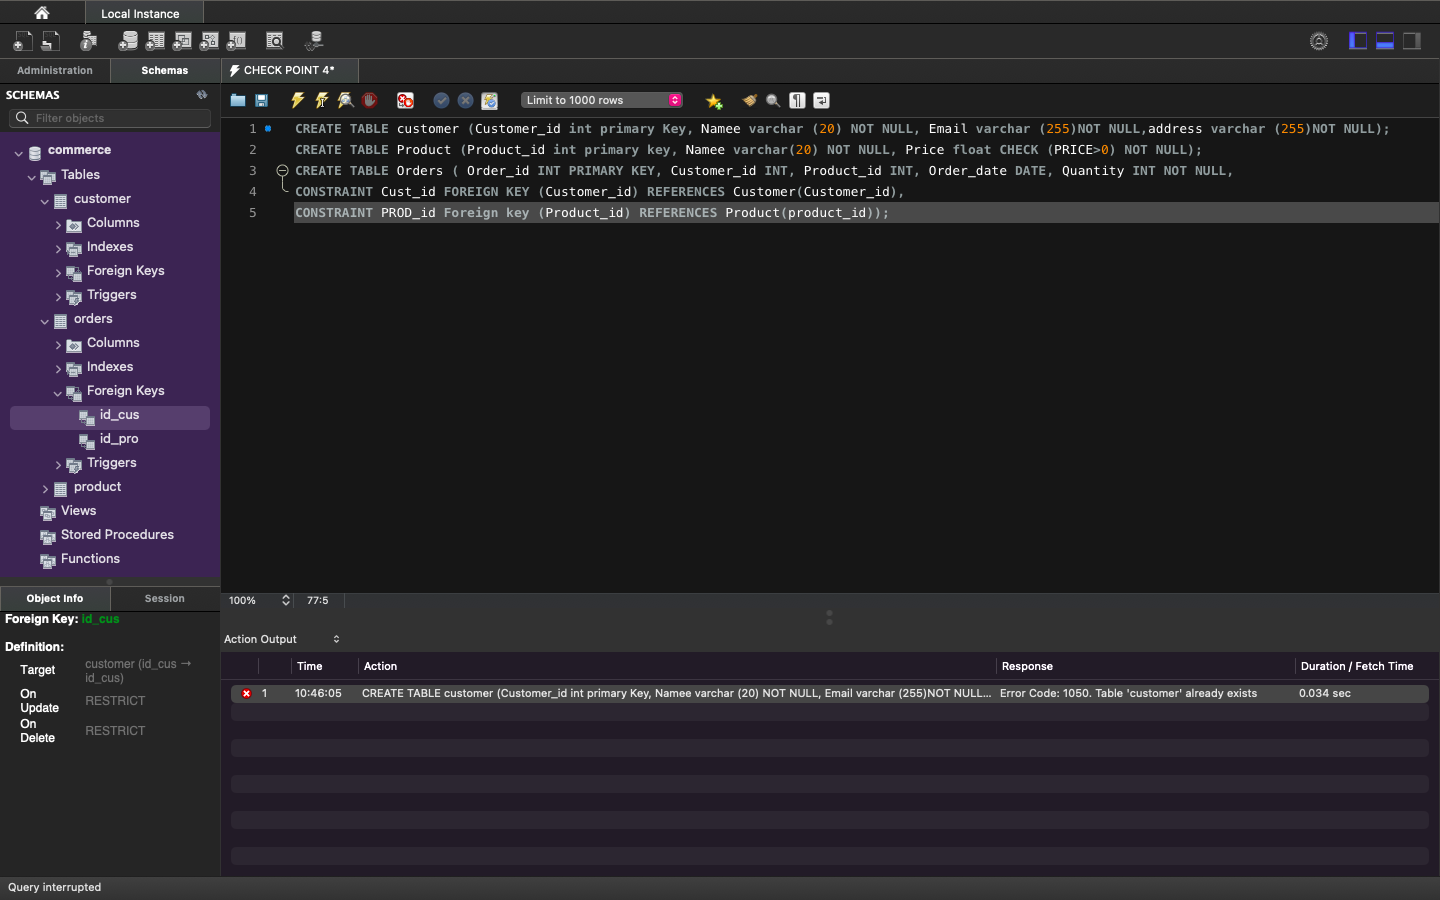 Local Instance
Administration
Schemas
CHECK POINT 4*
SCHEMAS
Filter objects
Limit to 1000 rows
commerce
Tables
customer
Columns
Indexes
Foreign Keys
Triggers
orders
Columns
Indexes
Foreign Keys
id_cus
id_pro
Triggers
product
Views
Stored Procedures
Functions
1 CREATE TABLE customer (Customer_id int primary Key, Namee varchar (20) NOT NULL, Email varchar (255)NOT NULL,address varchar (255)NOT NULL);
2 CREATE TABLE Product (Product_id int primary key, Namee varchar(20) NOT NULL, Price float CHECK (PRICE>0) NOT NULL);
3 CREATE TABLE Orders ( Order_id INT PRIMARY KEY, Customer_id INT, Product_id INT, Order_date DATE, Quantity INT NOT NULL,
4 CONSTRAINT Cust_id FOREIGN KEY (Customer_id) REFERENCES Customer(Customer_id),
5 CONSTRAINT PROD_id Foreign key (Product_id) REFERENCES Product(product_id));
100% 77:5
Object Info
Session
Foreign Key: id_cus
Definition:
Target customer (id_cus →
id_cus)
On
Update RESTRICT
On
Delete RESTRICT
Action Output
Time Action Response Duration / Fetch Time
1 10:46:05 CREATE TABLE customer (Customer_id int primary Key, Namee varchar (20) NOT NULL, Email varchar (255)NOT NULL... Error Code: 1050. Table 'customer' already exists 0.034 sec
Query interrupted